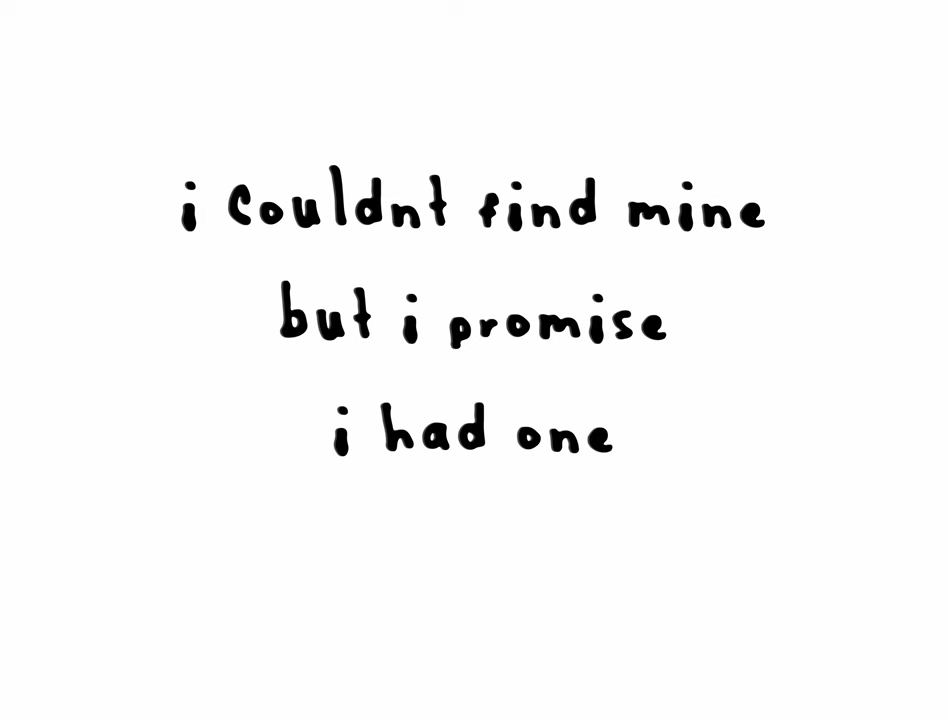 i couldnt find mine
but i promise
i had one